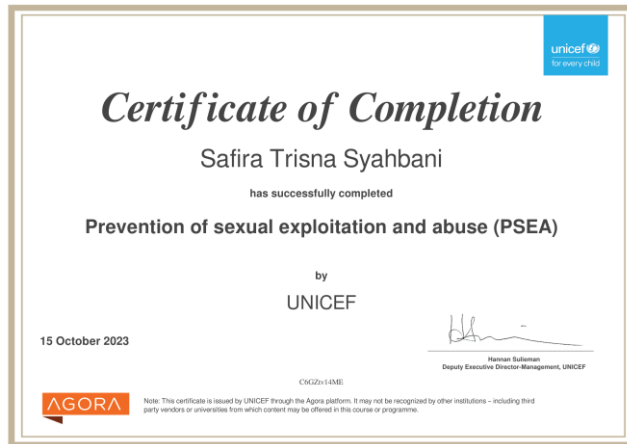 unicef
for every child
Certificate of Completion
Safira Trisna Syahbani
has successfully completed
Prevention of sexual exploitation and abuse (PSEA)
by
UNICEF
15 October 2023
Hannan Sulieman
Deputy Executive Director-Management, UNICEF
C6GZrs14ME
AGORA
Note: This certificate is issued by UNICEF through the Agora platform. It may not be recognized by other institutions – including third
party vendors or universities from which content may be offered in this course or programme.